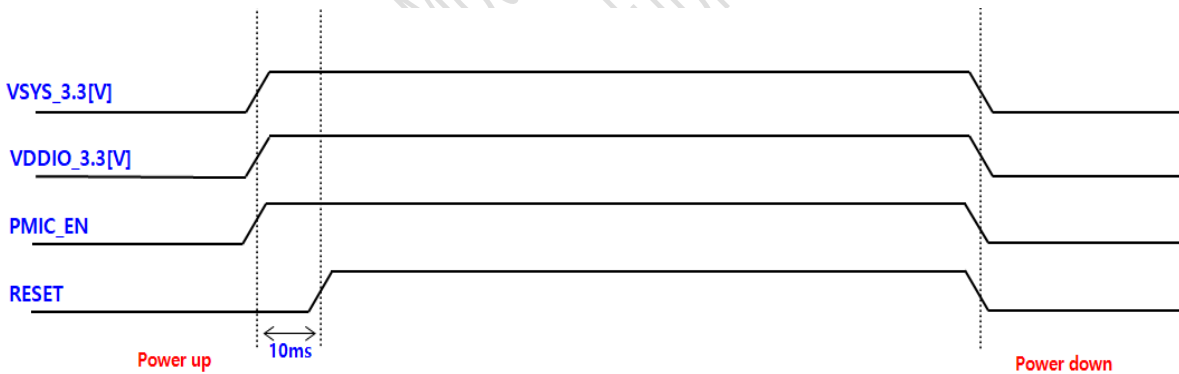 VSYS_3.3[V]
VDDIO_3.3[V]
PMIC_EN
RESET
10ms
Power up
Power down